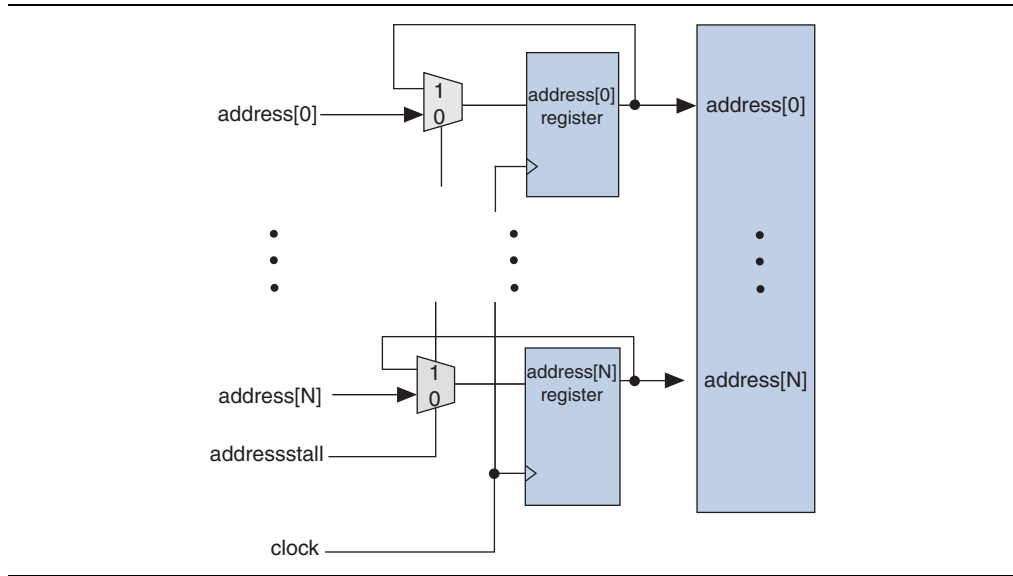 address[0]
1
0
address[0]
register
address[0]
address[N]
1
0
address[N]
register
address[N]
addressstall
clock